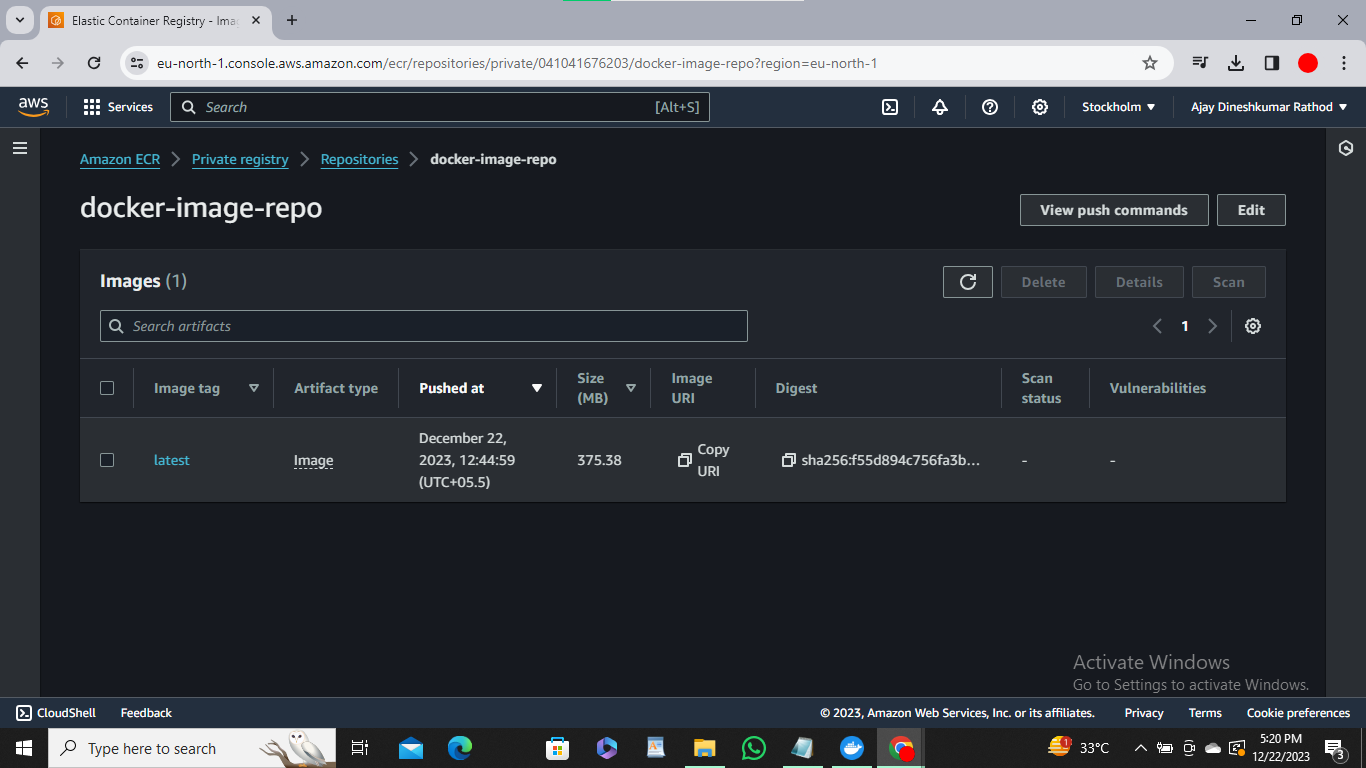 Elastic Container Registry - Ima
eu-north-1.console.aws.amazon.com/ecr/repositories/private/041041676203/docker-image-repo?region=eu-north-1
aws
Services
Search
[Alt+S]
Stockholm
Ajay Dineshkumar Rathod
Amazon ECR
Private registry
Repositories
docker-image-repo
docker-image-repo
View push commands
Edit
Images (1)
Delete
Details
Scan
Search artifacts
1
Image tag
Artifact type
Pushed at
Size
(MB)
Image
URI
Digest
Scan
status
Vulnerabilities
latest
Image
December 22,
2023, 12:44:59
(UTC+05.5)
375.38
Copy
URI
sha256:f55d894c756fa3b...
-
-
Activate Windows
Go to Settings to activate Windows.
CloudShell
Feedback
© 2023, Amazon Web Services, Inc. or its affiliates.
Privacy
Terms
Cookie preferences
Type here to search
1
33°C
5:20 PM
12/22/2023
3